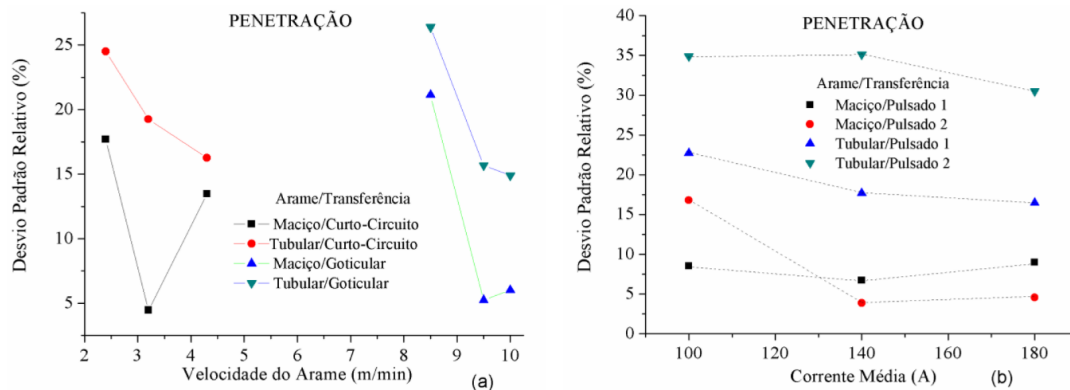 PENETRAÇÃO
Desvio Padrão Relativo (%)
25
20
15
10
5
Arame/Transferência
Maciço/Curto-Circuito
Tubular/Curto-Circuito
Maciço/Goticular
Tubular/Goticular
2 3 4 5 6 7 8 9 10
Velocidade do Arame (m/min)
(a)
PENETRAÇÃO
Desvio Padrão Relativo (%)
40
35
30
25
20
15
10
5
0
Arame/Transferência
Maciço/Pulsado 1
Maciço/Pulsado 2
Tubular/Pulsado 1
Tubular/Pulsado 2
100 120 140 160 180
Corrente Média (A)
(b)